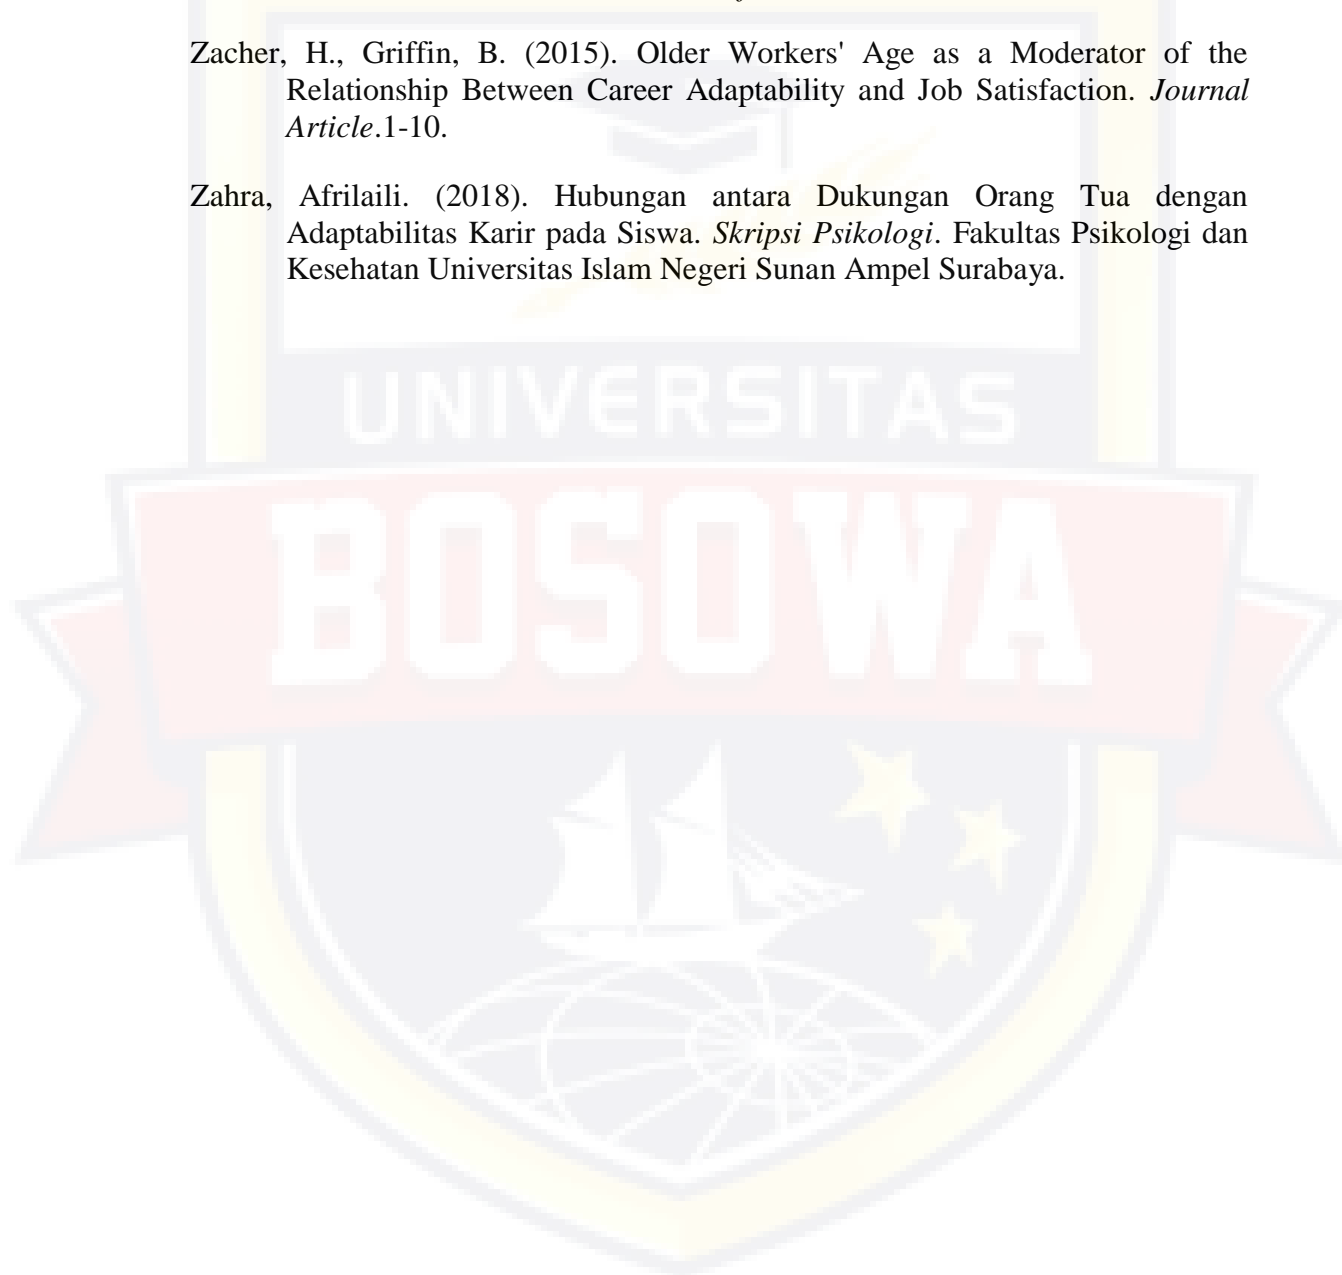 Zacher, H., Griffin, B. (2015). Older Workers' Age as a Moderator of the
Relationship Between Career Adaptability and Job Satisfaction. Journal
Article.1-10.
Zahra, Afrilaili. (2018). Hubungan antara Dukungan Orang Tua dengan
Adaptabilitas Karir pada Siswa. Skripsi Psikologi. Fakultas Psikologi dan
Kesehatan Universitas Islam Negeri Sunan Ampel Surabaya.
UNIVERSITAS
BOSOWA